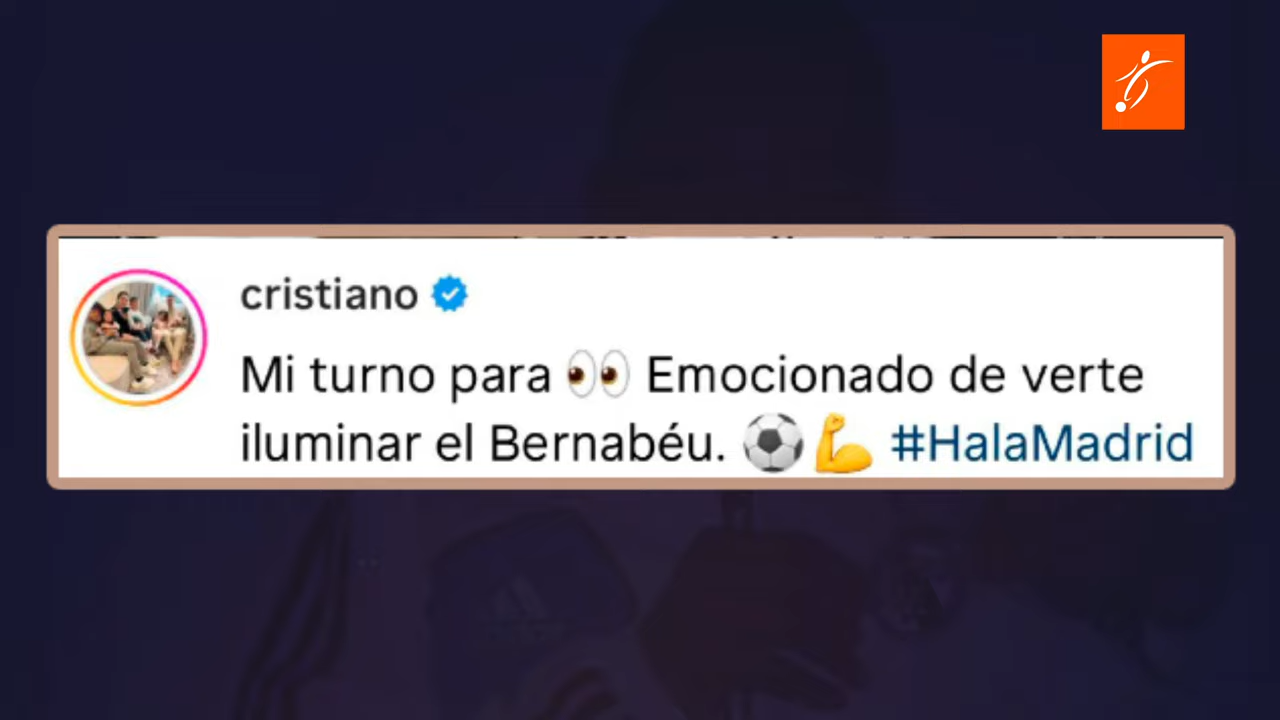 cristiano
Mi turno para 👀 Emocionado de verte
iluminar el Bernabéu. ⚽💪 #HalaMadrid